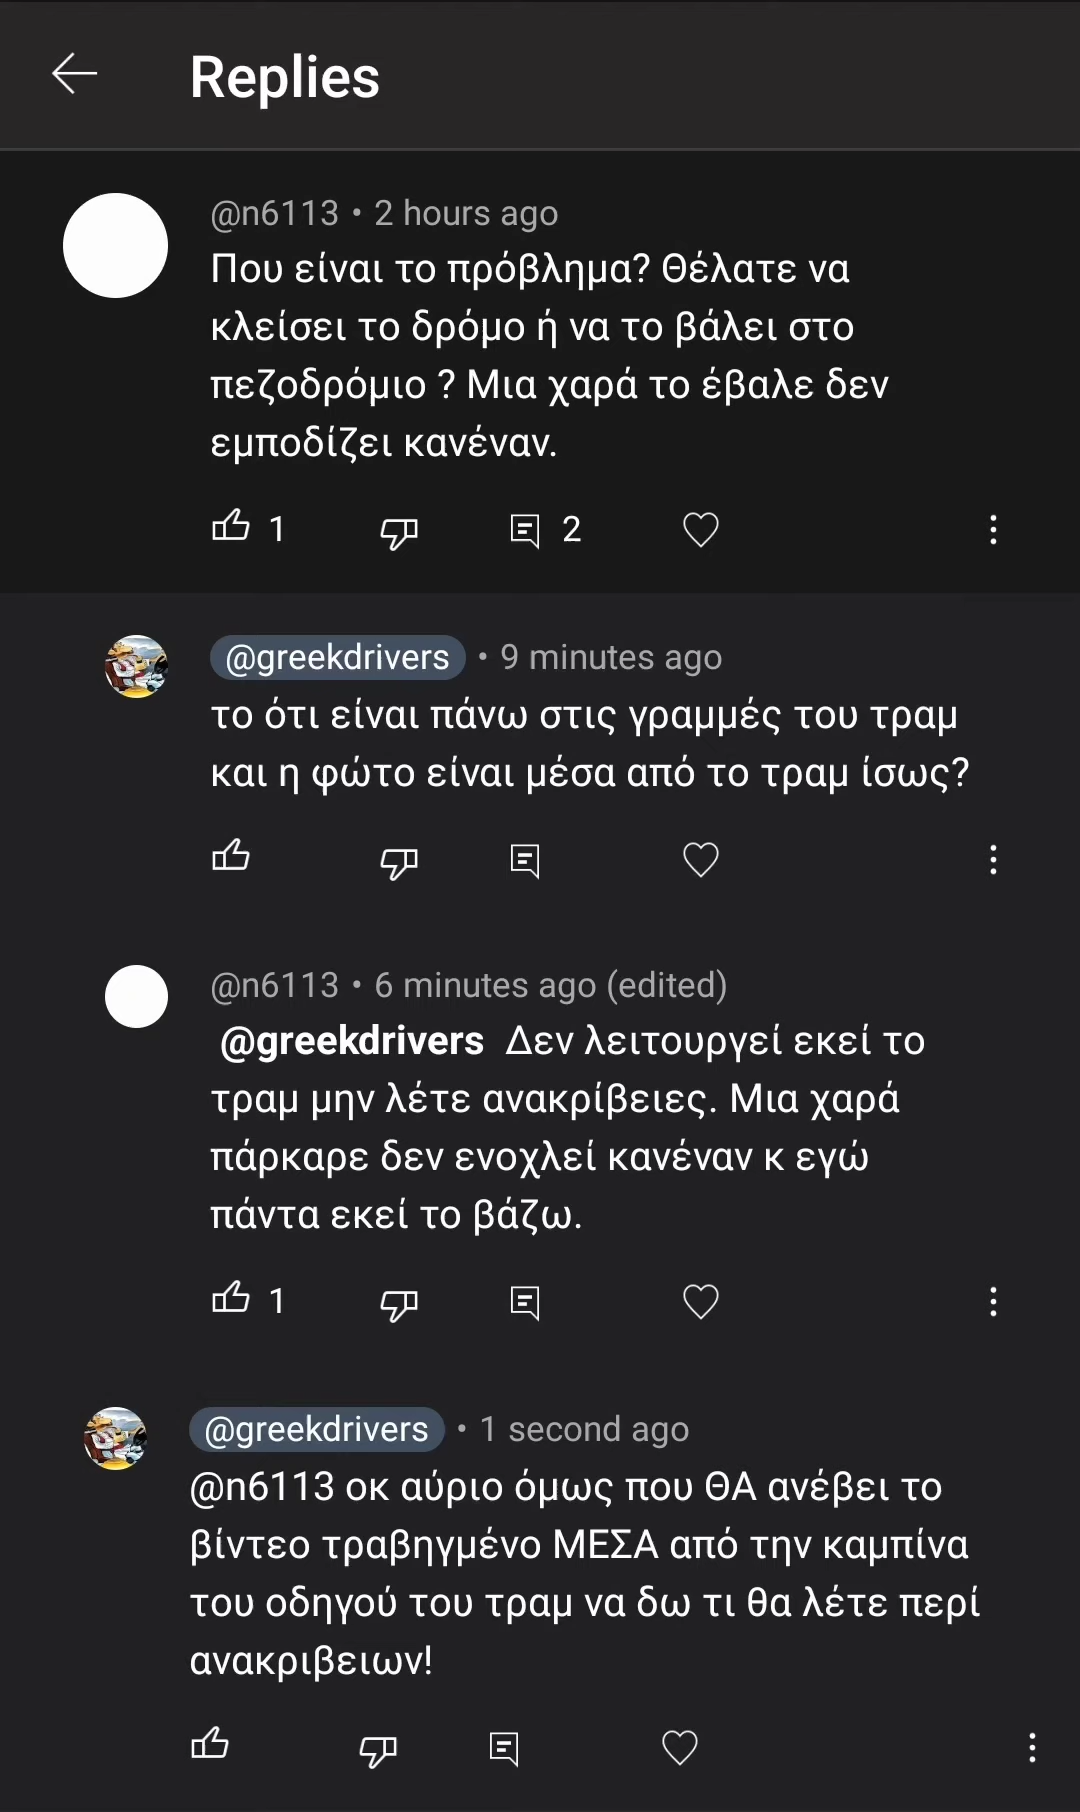 Replies
@n6113 • 2 hours ago
Που είναι το πρόβλημα? Θέλατε να
κλείσει το δρόμο ή να το βάλει στο
πεζοδρόμιο ? Μια χαρά το έβαλε δεν
εμποδίζει κανέναν.
1 2
@greekdrivers • 9 minutes ago
το ότι είναι πάνω στις γραμμές του τραμ
και η φώτο είναι μέσα από το τραμ ίσως?
@n6113 • 6 minutes ago (edited)
@greekdrivers Δεν λειτουργεί εκεί το
τραμ μην λέτε ανακρίβειες. Μια χαρά
πάρκαρε δεν ενοχλεί κανέναν κ εγώ
πάντα εκεί το βάζω.
1
@greekdrivers • 1 second ago
@n6113 οκ αύριο όμως που ΘΑ ανέβει το
βίντεο τραβηγμένο ΜΕΣΑ από την καμπίνα
του οδηγού του τραμ να δω τι θα λέτε περί
ανακριβειων!